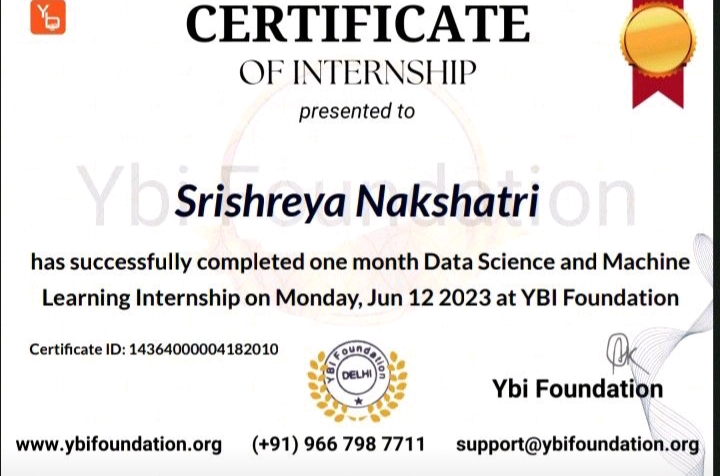 Yb
CERTIFICATE
OF INTERNSHIP
presented to
Ybi Foundation
Srishreya Nakshatri
has successfully completed one month Data Science and Machine
Learning Internship on Monday, Jun 12 2023 at YBI Foundation
Certificate ID: 14364000004182010
YBI Foundation
DELHI
Ybi Foundation
www.ybifoundation.org (+91) 966 798 7711 support@ybifoundation.org